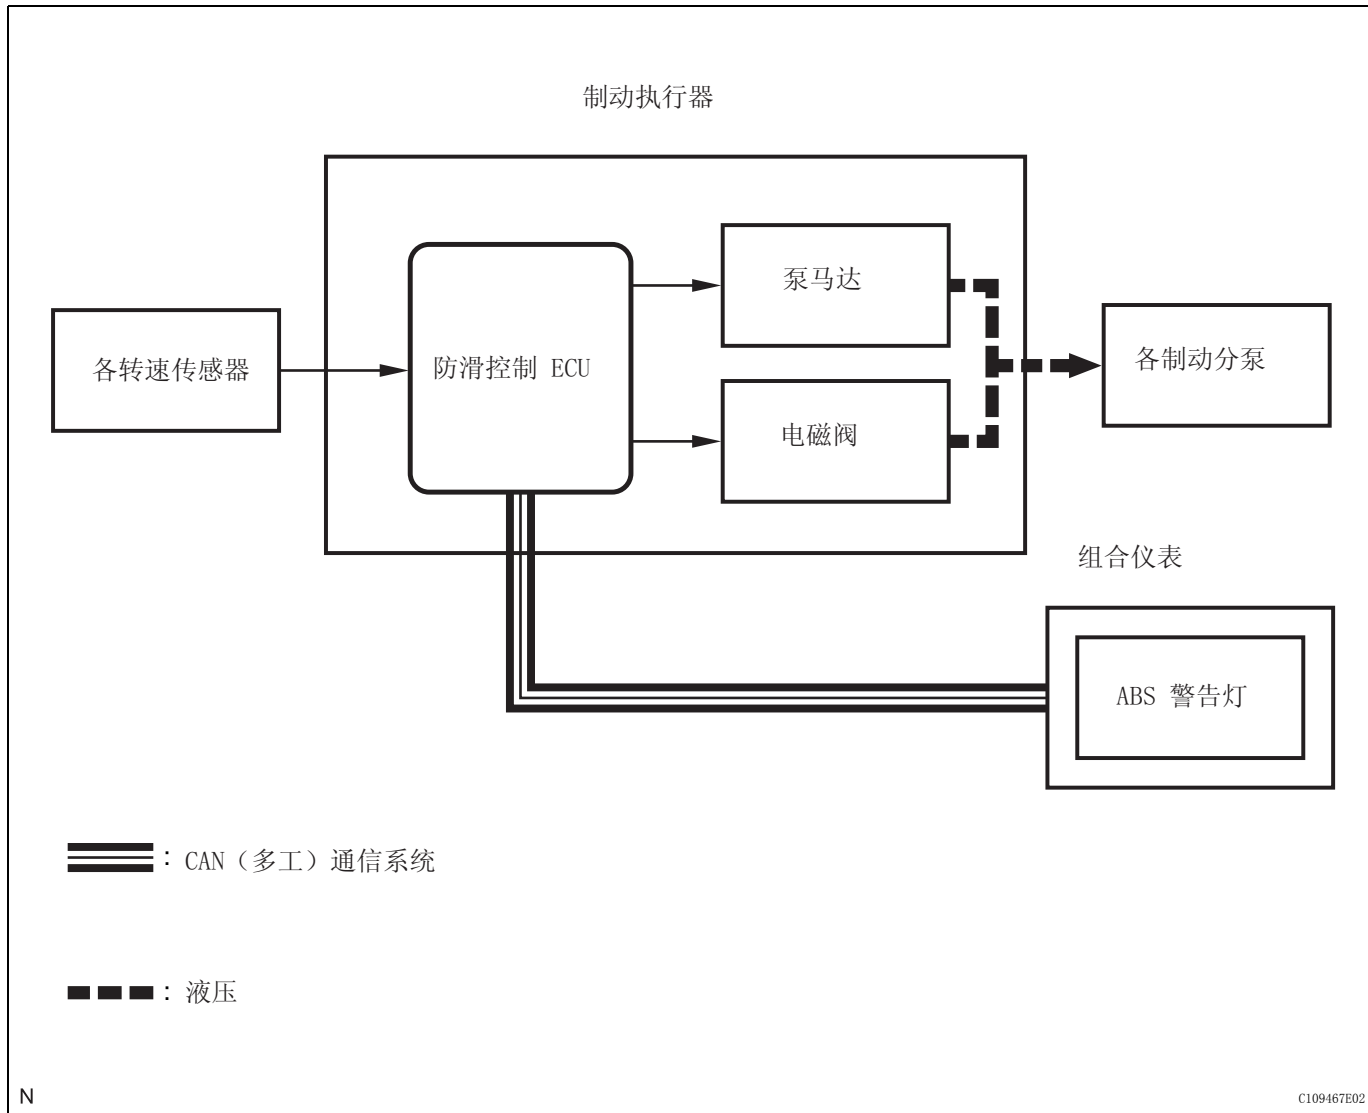 制动执行器
泵马达
各转速传感器
防滑控制 ECU
各制动分泵
电磁阀
组合仪表
ABS 警告灯
: CAN（多工）通信系统
: 液压
N
C109467E02